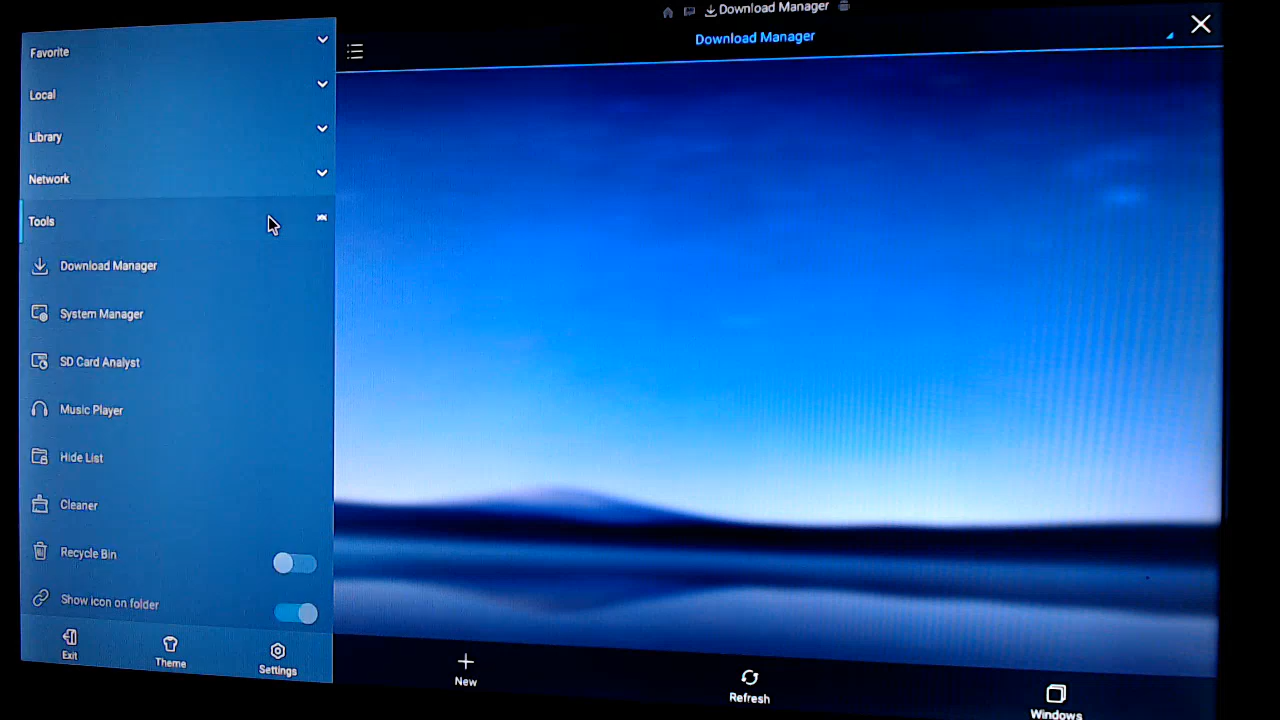 Download Manager
Download Manager
Favorite
Local
Library
Network
Tools
Download Manager
System Manager
SD Card Analyst
Music Player
Hide List
Cleaner
Recycle Bin
Show icon on folder
Exit
Theme
Settings
New
Refresh
Windows